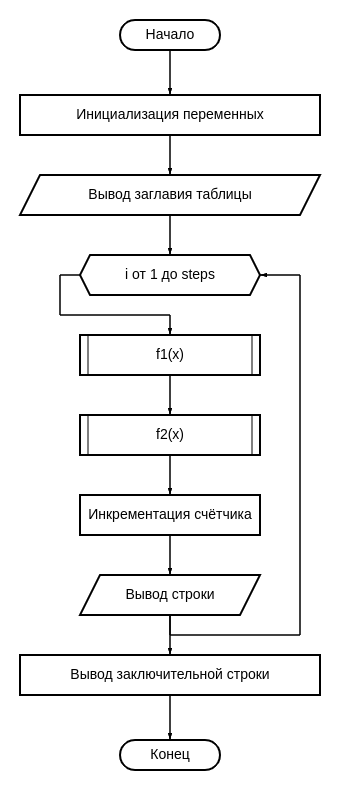 Начало
Инициализация переменных
Вывод заглавия таблицы
i от 1 до steps
f1(x)
f2(x)
Инкрементация счётчика
Вывод строки
Вывод заключительной строки
Конец